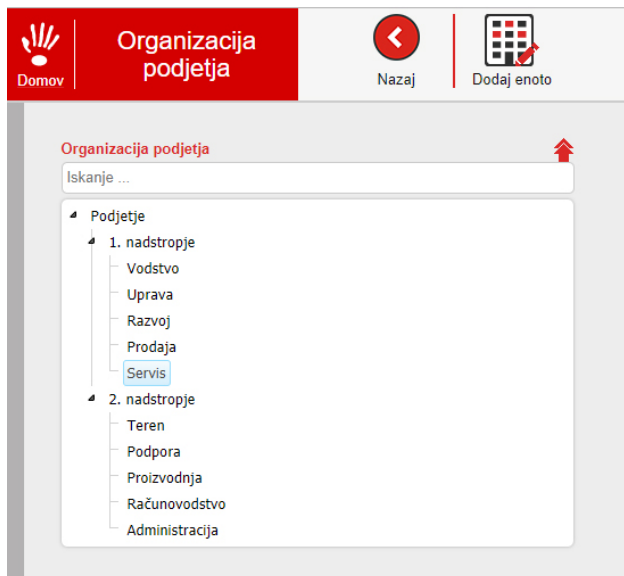 Domov
Organizacija
podjetja
Nazaj
Dodaj enoto
Organizacija podjetja
Iskanje ...
Podjetje
1. nadstropje
Vodstvo
Uprava
Razvoj
Prodaja
Servis
2. nadstropje
Teren
Podpora
Proizvodnja
Računovodstvo
Administracija